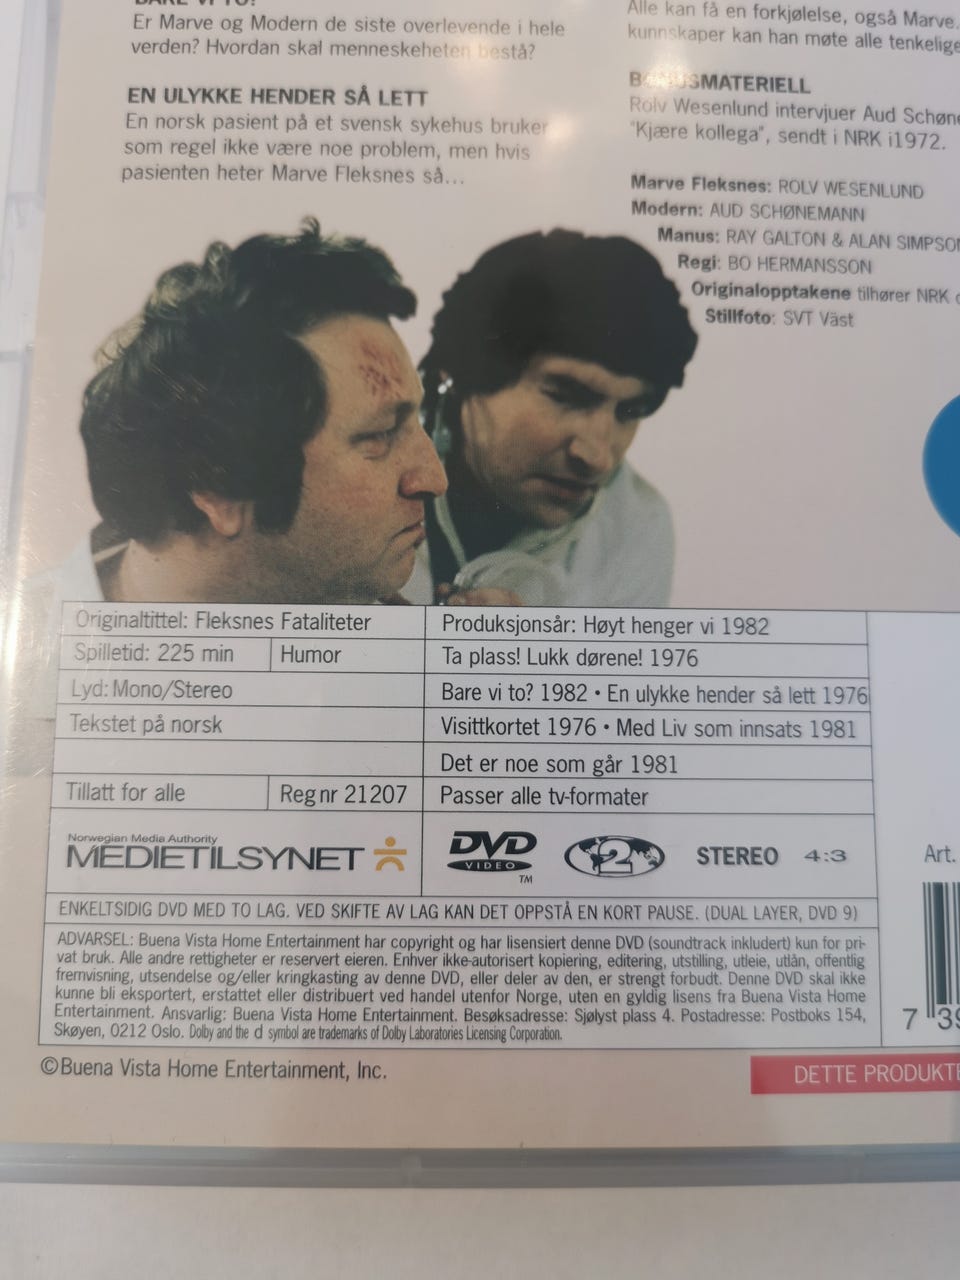 BARE VI TO?
Er Marve og Modern de siste overlevende i hele
verden? Hvordan skal menneskeheten bestå?
EN ULYKKE HENDER SÅ LETT
En norsk pasient på et svensk sykehus bruker
som regel ikke være noe problem, men hvis
pasienten heter Marve Fleksnes så...
Alle kan få en forkjølelse, også Marve.
kunnskaper kan han møte alle tenkelige
BONUSMATERIELL
Rolv Wesenlund intervjuer Aud Schøne
"Kjære kollega", sendt i NRK i1972.
Marve Fleksnes: ROLV WESENLUND
Modern: AUD SCHØNEMANN
Manus: RAY GALTON & ALAN SIMPSO
Regi: BO HERMANSSON
Originalopptakene tilhører NRK
Stillfoto: SVT Väst
Originaltittel: Fleksnes Fataliteter
Spilletid: 225 min Humor
Lyd: Mono/Stereo
Tekstet på norsk
Tillatt for alle Reg nr 21207
Produksjonsår: Høyt henger vi 1982
Ta plass! Lukk dørene! 1976
Bare vi to? 1982 • En ulykke hender så lett 1976
Visittkortet 1976 • Med Liv som innsats 1981
Det er noe som går 1981
Passer alle tv-formater
Norwegian Media Authority
MEDIETILSYNET
DVD
VIDEO
TM
2
STEREO 4:3
Art.
ENKELTSIDIG DVD MED TO LAG. VED SKIFTE AV LAG KAN DET OPPSTÅ EN KORT PAUSE. (DUAL LAYER, DVD 9)
ADVARSEL: Buena Vista Home Entertainment har copyright og har lisensiert denne DVD (soundtrack inkludert) kun for pri-
vat bruk. Alle andre rettigheter er reservert eieren. Enhver ikke-autorisert kopiering, editering, utstilling, utleie, utlån, offentlig
fremvisning, utsendelse og/eller kringkasting av denne DVD, eller deler av den, er strengt forbudt. Denne DVD skal ikke
kunne bli eksportert, erstattet eller distribuert ved handel utenfor Norge, uten en gyldig lisens fra Buena Vista Home
Entertainment. Ansvarlig: Buena Vista Home Entertainment. Besøksadresse: Sjølyst plass 4. Postadresse: Postboks 154,
Skøyen, 0212 Oslo. Dolby and the d symbol are trademarks of Dolby Laboratories Licensing Corporation.
7 39
©Buena Vista Home Entertainment, Inc.
DETTE PRODUKTE